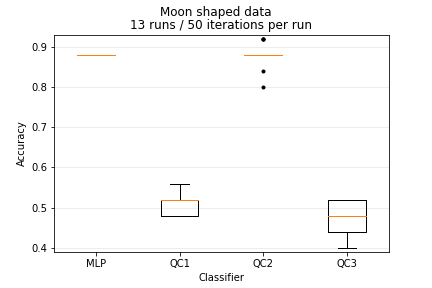 Moon shaped data
13 runs / 50 iterations per run
0.9
0.8
0.7
0.6
0.5
0.4
Accuracy
MLP QC1 QC2 QC3
Classifier